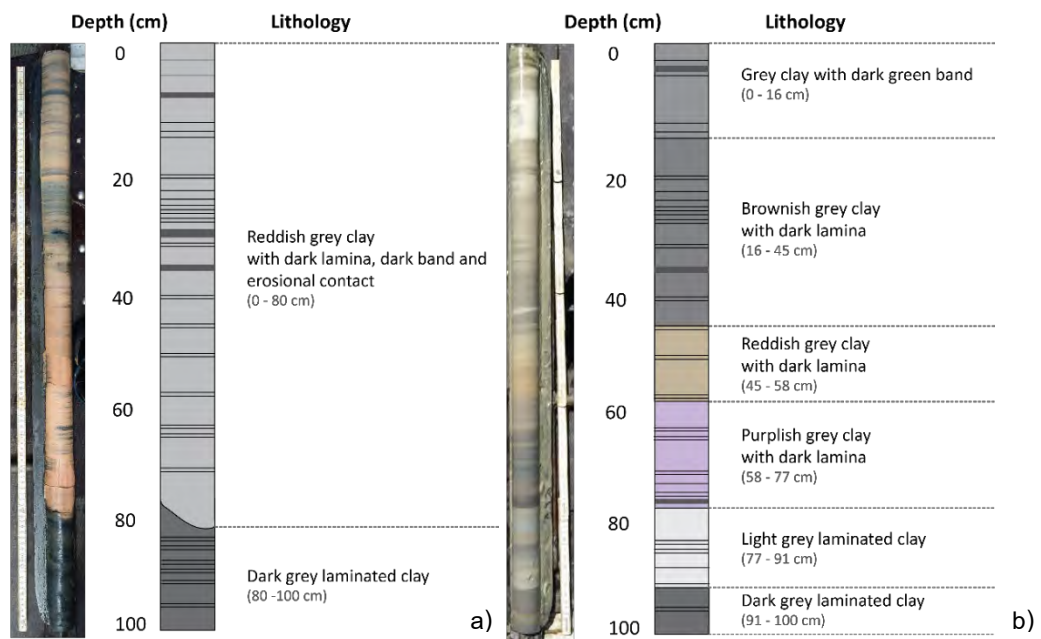 Depth (cm)
Lithology
0
20
40
60
80
100
Reddish grey clay
with dark lamina, dark band and
erosional contact
(0 - 80 cm)
Dark grey laminated clay
(80 -100 cm)
a)
Depth (cm)
Lithology
0
20
40
60
80
100
Grey clay with dark green band
(0 - 16 cm)
Brownish grey clay
with dark lamina
(16 - 45 cm)
Reddish grey clay
with dark lamina
(45 - 58 cm)
Purplish grey clay
with dark lamina
(58 - 77 cm)
Light grey laminated clay
(77 - 91 cm)
Dark grey laminated clay
(91 - 100 cm)
b)